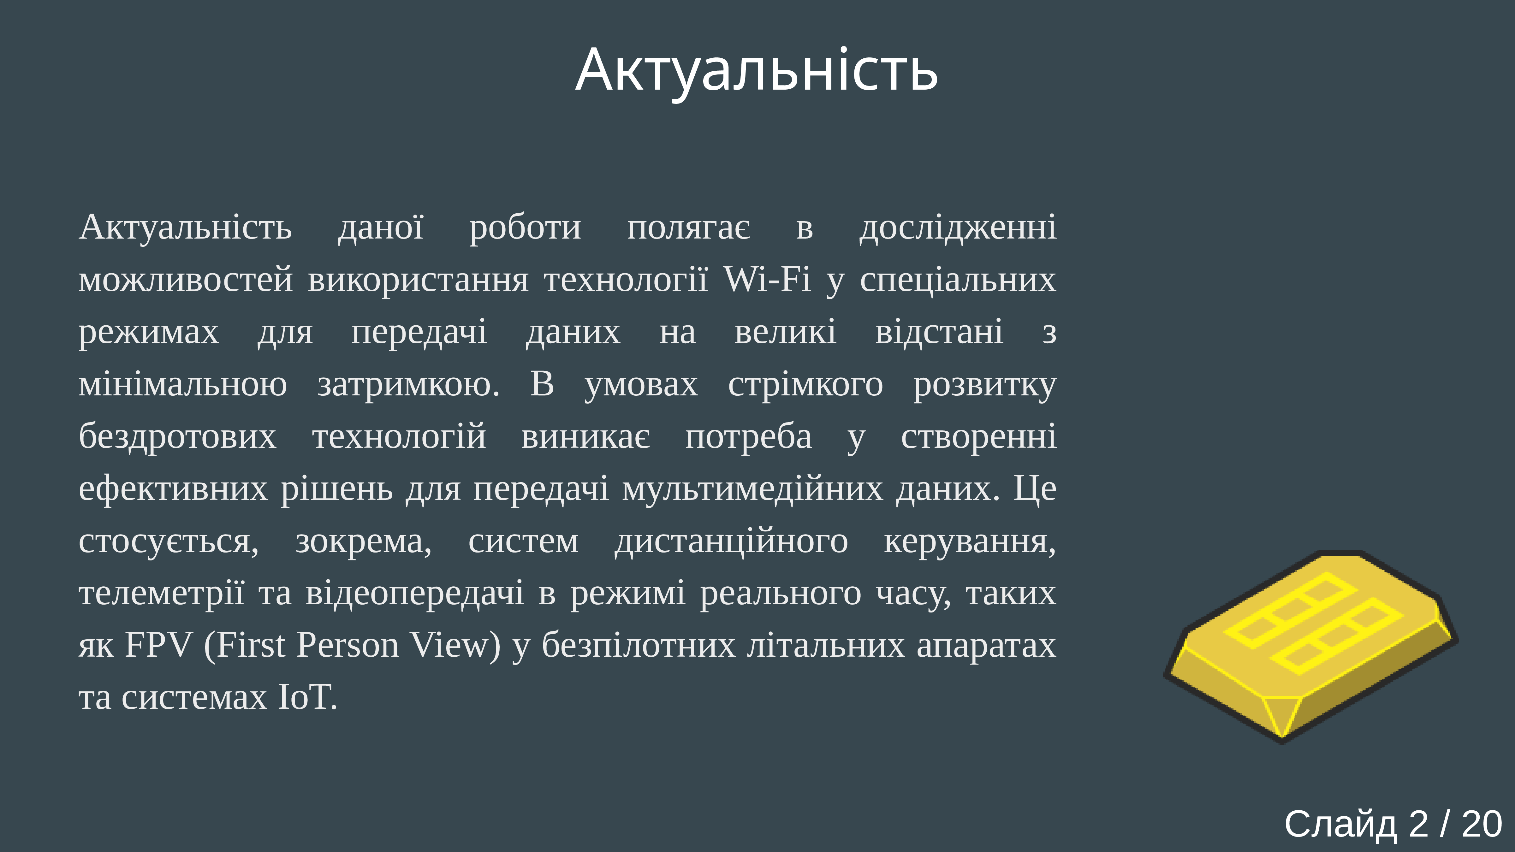 Актуальність
Актуальність даної роботи полягає в дослідженні
можливостей використання технології Wi-Fi у спеціальних
режимах для передачі даних на великі відстані з
мінімальною затримкою. В умовах стрімкого розвитку
бездротових технологій виникає потреба у створенні
ефективних рішень для передачі мультимедійних даних. Це
стосується, зокрема, систем дистанційного керування,
телеметрії та відеопередачі в режимі реального часу, таких
як FPV (First Person View) у безпілотних літальних апаратах
та системах IoT.
Слайд 2 / 20